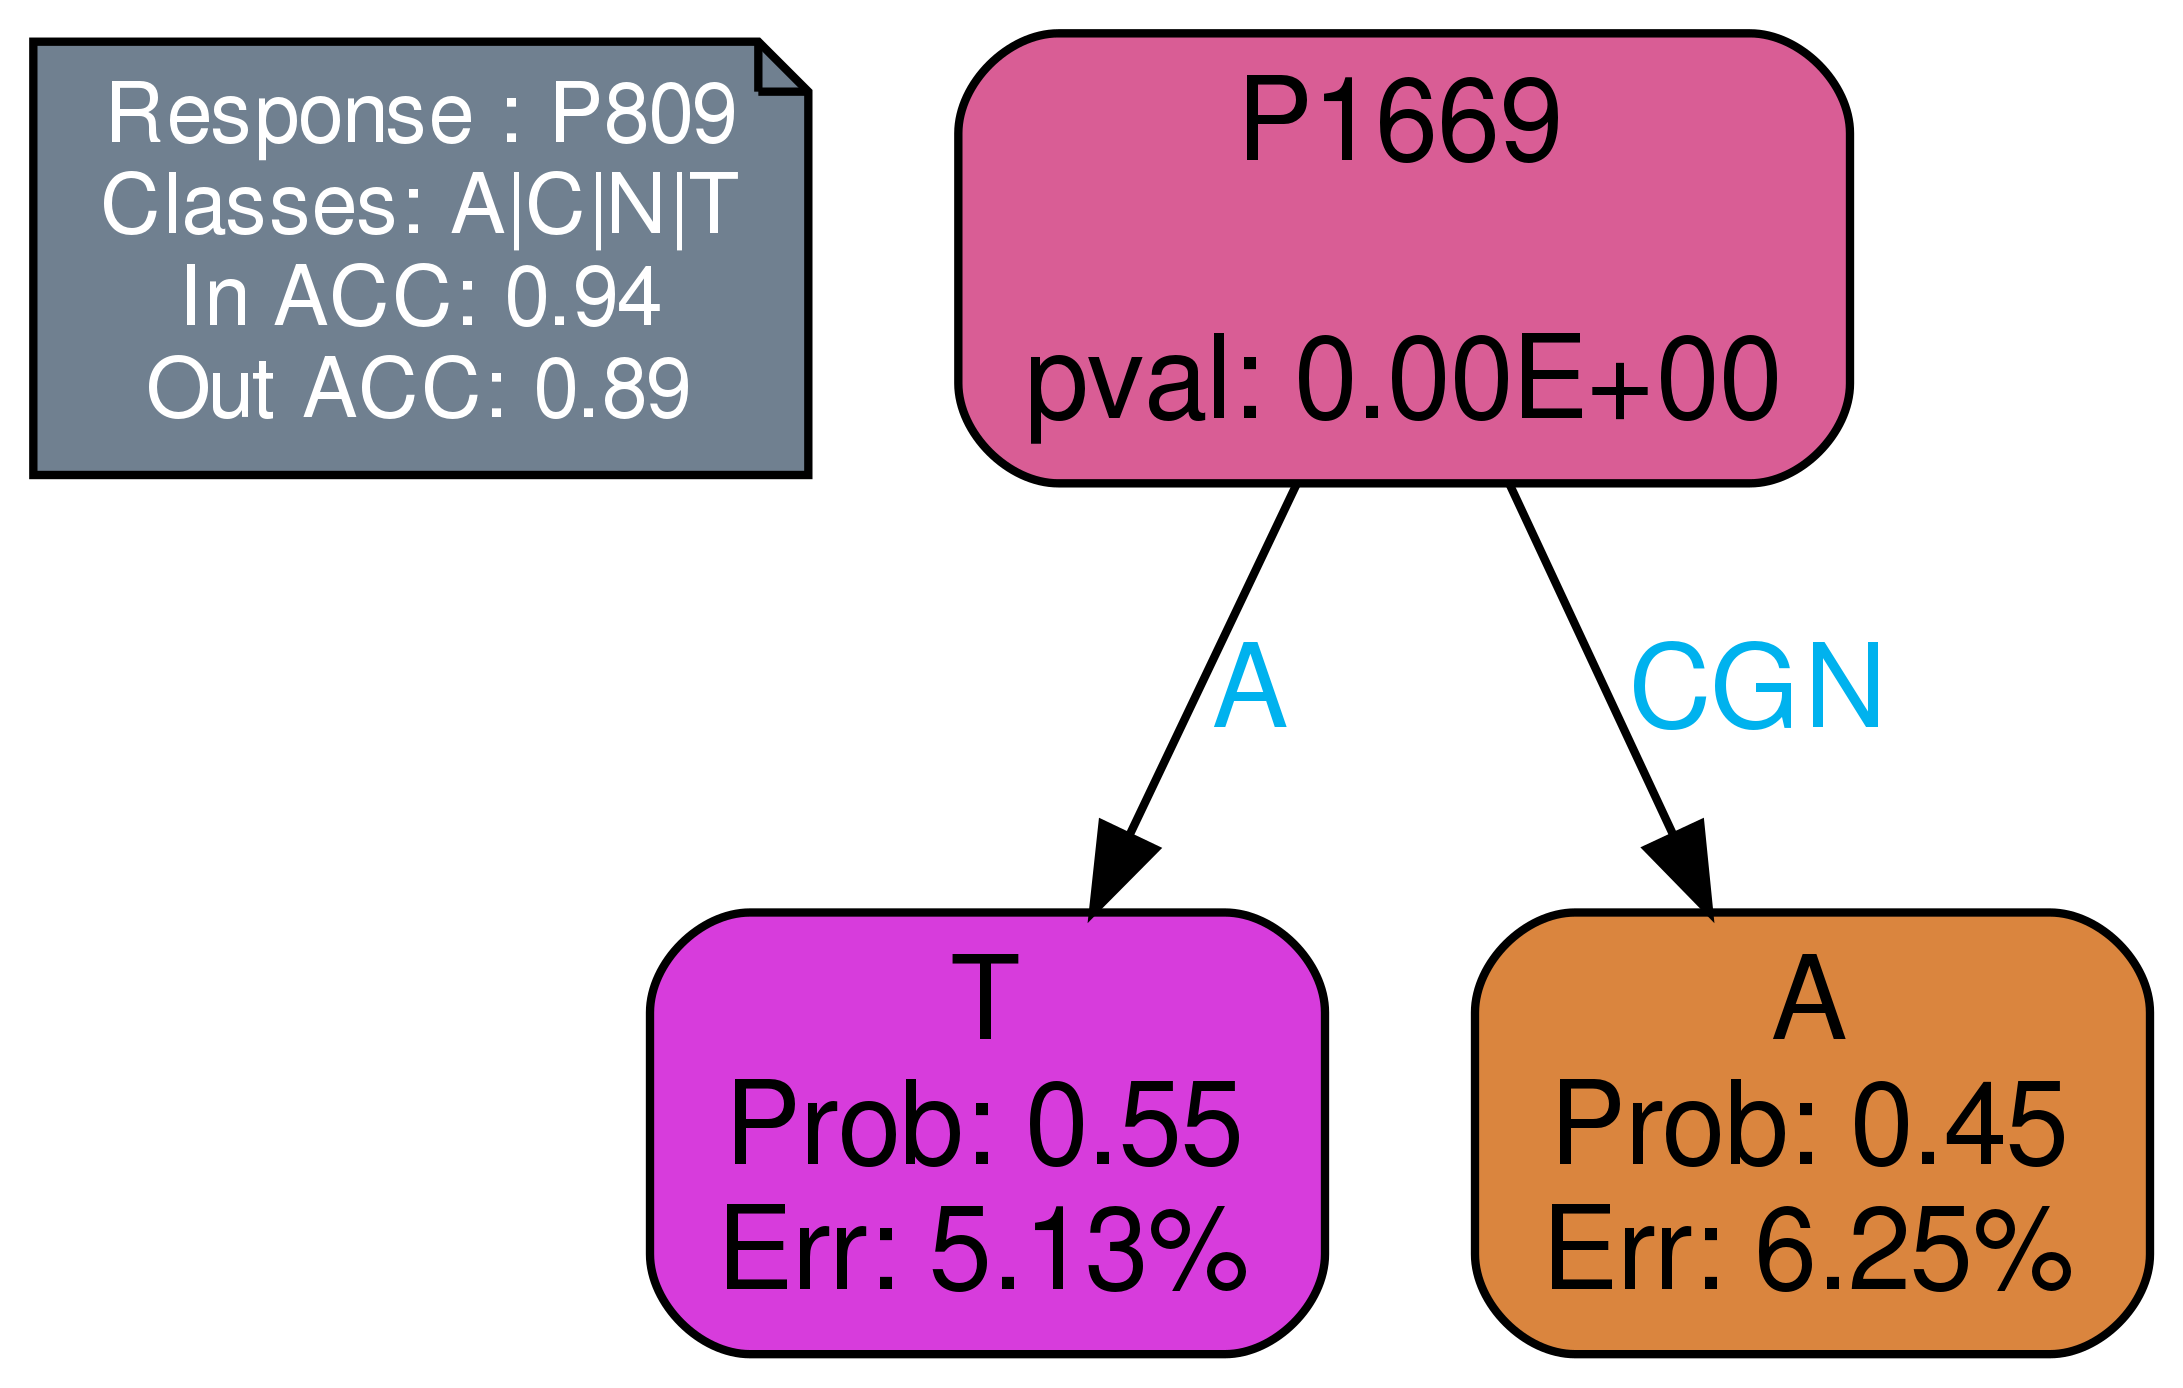 Response : P809
Classes: A|C|N|T
In ACC: 0.94
Out ACC: 0.89
P1669
pval: 0.00E+00
A
CGN
T
Prob: 0.55
Err: 5.13%
A
Prob: 0.45
Err: 6.25%